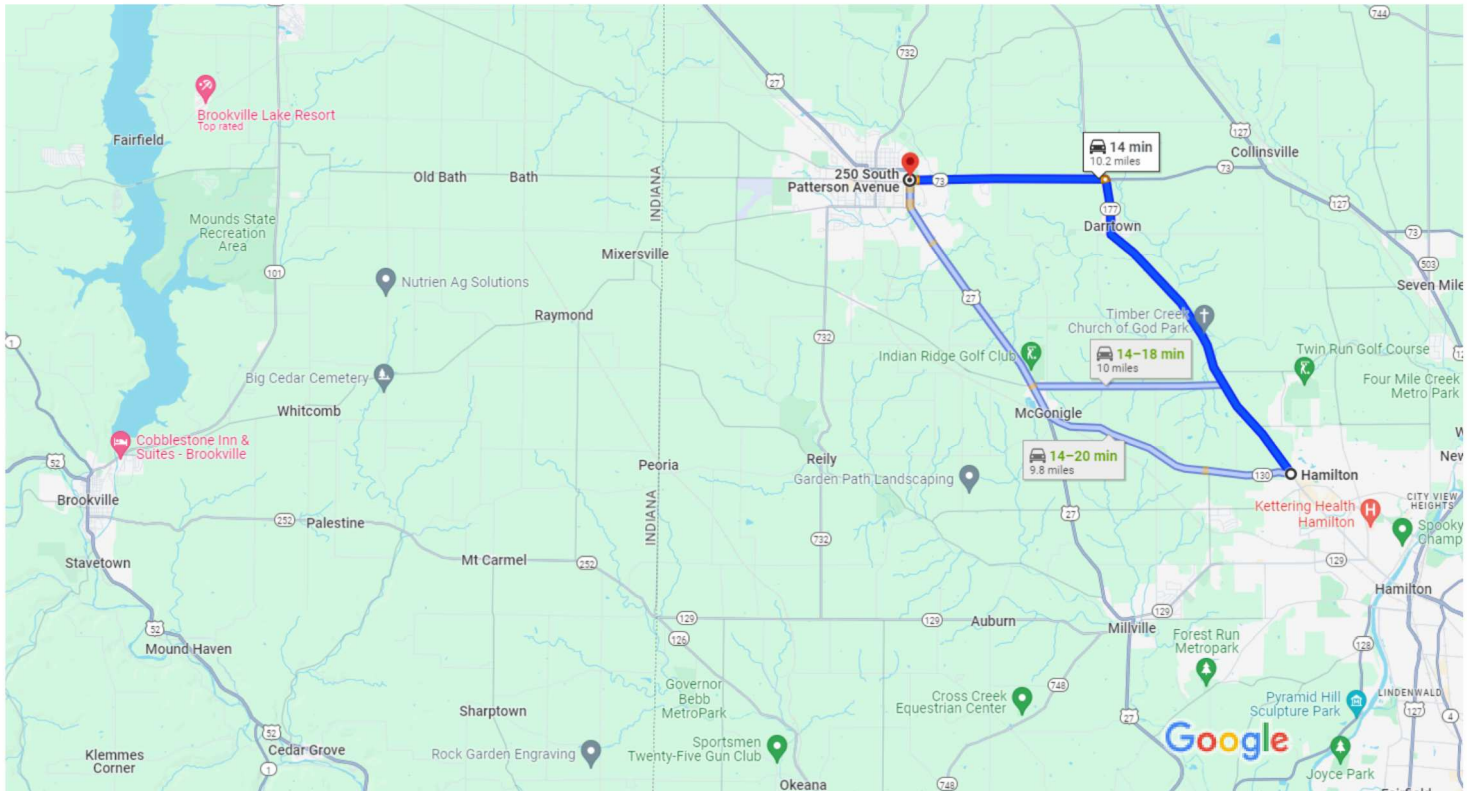 744
732
27
Brookville Lake Resort
Top rated
Fairfield
127
14 min
10.2 miles
Collinsville
73
Old Bath
Bath
INDIANA
250 South
Patterson Avenue
73
177
127
Mounds State
Recreation
Area
Darrtown
73
Mixersville
503
101
Nutrien Ag Solutions
Seven Mile
27
Raymond
Timber Creek
Church of God Park
1
732
Indian Ridge Golf Club
14–18 min
10 miles
Twin Run Golf Course
Big Cedar Cemetery
Four Mile Creek
Metro Park
Whitcomb
McGonigle
Cobblestone Inn &
Suites - Brookville
52
Peoria
Reily
14–20 min
9.8 miles
130
Hamilton
Garden Path Landscaping
Brookville
INDIANA
CITY VIEW
HEIGHTS
Kettering Health
Hamilton
27
252
Palestine
Spooky
Champ
732
Stavetown
Mt Carmel
252
129
Hamilton
129
129
Auburn
129
Millville
52
126
Mound Haven
Forest Run
Metropark
128
Governor
Bebb
MetroPark
748
Cross Creek
Equestrian Center
Pyramid Hill
Sculpture Park
LINDENWALD
Sharptown
27
127
4
52
Cedar Grove
Klemmes
Corner
Rock Garden Engraving
Sportsmen
Twenty-Five Gun Club
Google
1
Joyce Park
Okeana
748